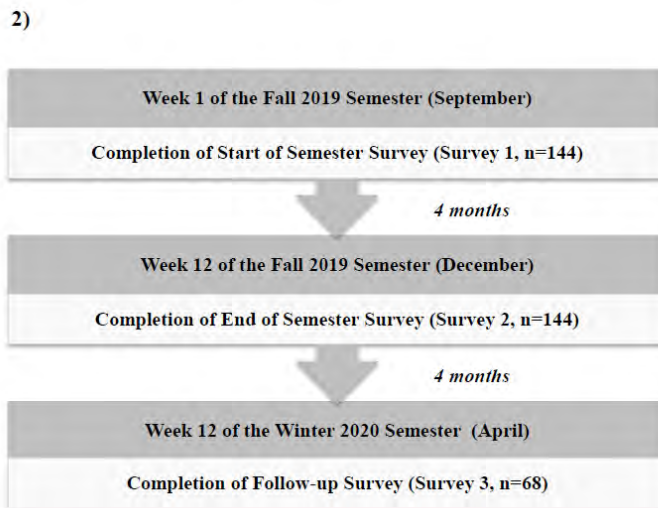 2)
Week 1 of the Fall 2019 Semester (September)
Completion of Start of Semester Survey (Survey 1, n=144)
4 months
Week 12 of the Fall 2019 Semester (December)
Completion of End of Semester Survey (Survey 2, n=144)
4 months
Week 12 of the Winter 2020 Semester (April)
Completion of Follow-up Survey (Survey 3, n=68)